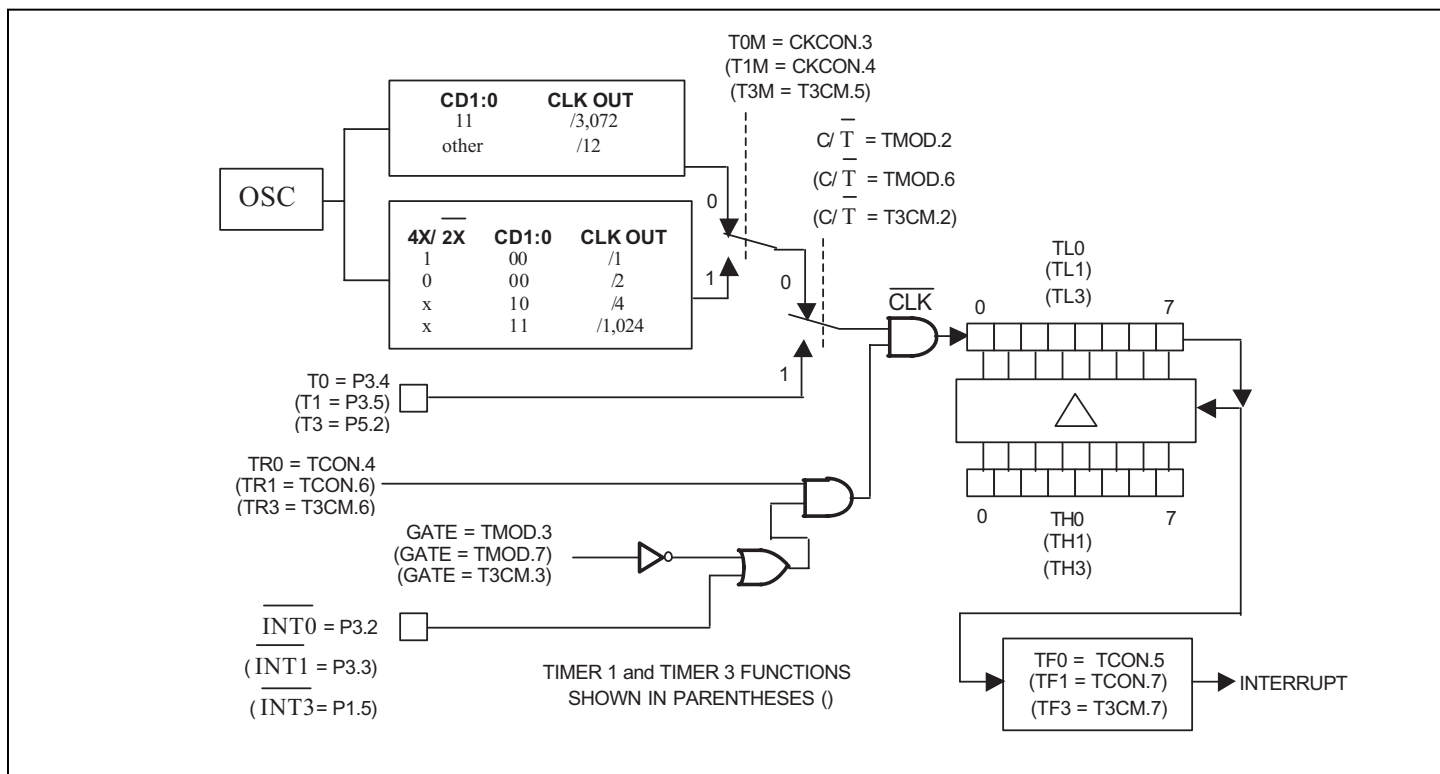 T0M = CKCON.3
(T1M = CKCON.4
(T3M = T3CM.5)
CD1:0 CLK OUT
11 /3,072
other /12
C/T̅ = TMOD.2
(C/T̅ = TMOD.6
(C/T̅ = T3CM.2)
OSC
0
4X/2̅X̅ CD1:0 CLK OUT
1 00 /1
0 00 /2
x 10 /4
x 11 /1,024
1
0
C̅L̅K̅
TL0
(TL1)
(TL3)
0 7
1
T0 = P3.4
(T1 = P3.5)
(T3 = P5.2)
TR0 = TCON.4
(TR1 = TCON.6)
(TR3 = T3CM.6)
0 7
TH0
(TH1)
(TH3)
GATE = TMOD.3
(GATE = TMOD.7)
(GATE = T3CM.3)
I̅N̅T̅0̅ = P3.2
(I̅N̅T̅1̅ = P3.3)
(I̅N̅T̅3̅= P1.5)
TIMER 1 and TIMER 3 FUNCTIONS
SHOWN IN PARENTHESES ()
TF0 = TCON.5
(TF1 = TCON.7)
(TF3 = T3CM.7)
INTERRUPT